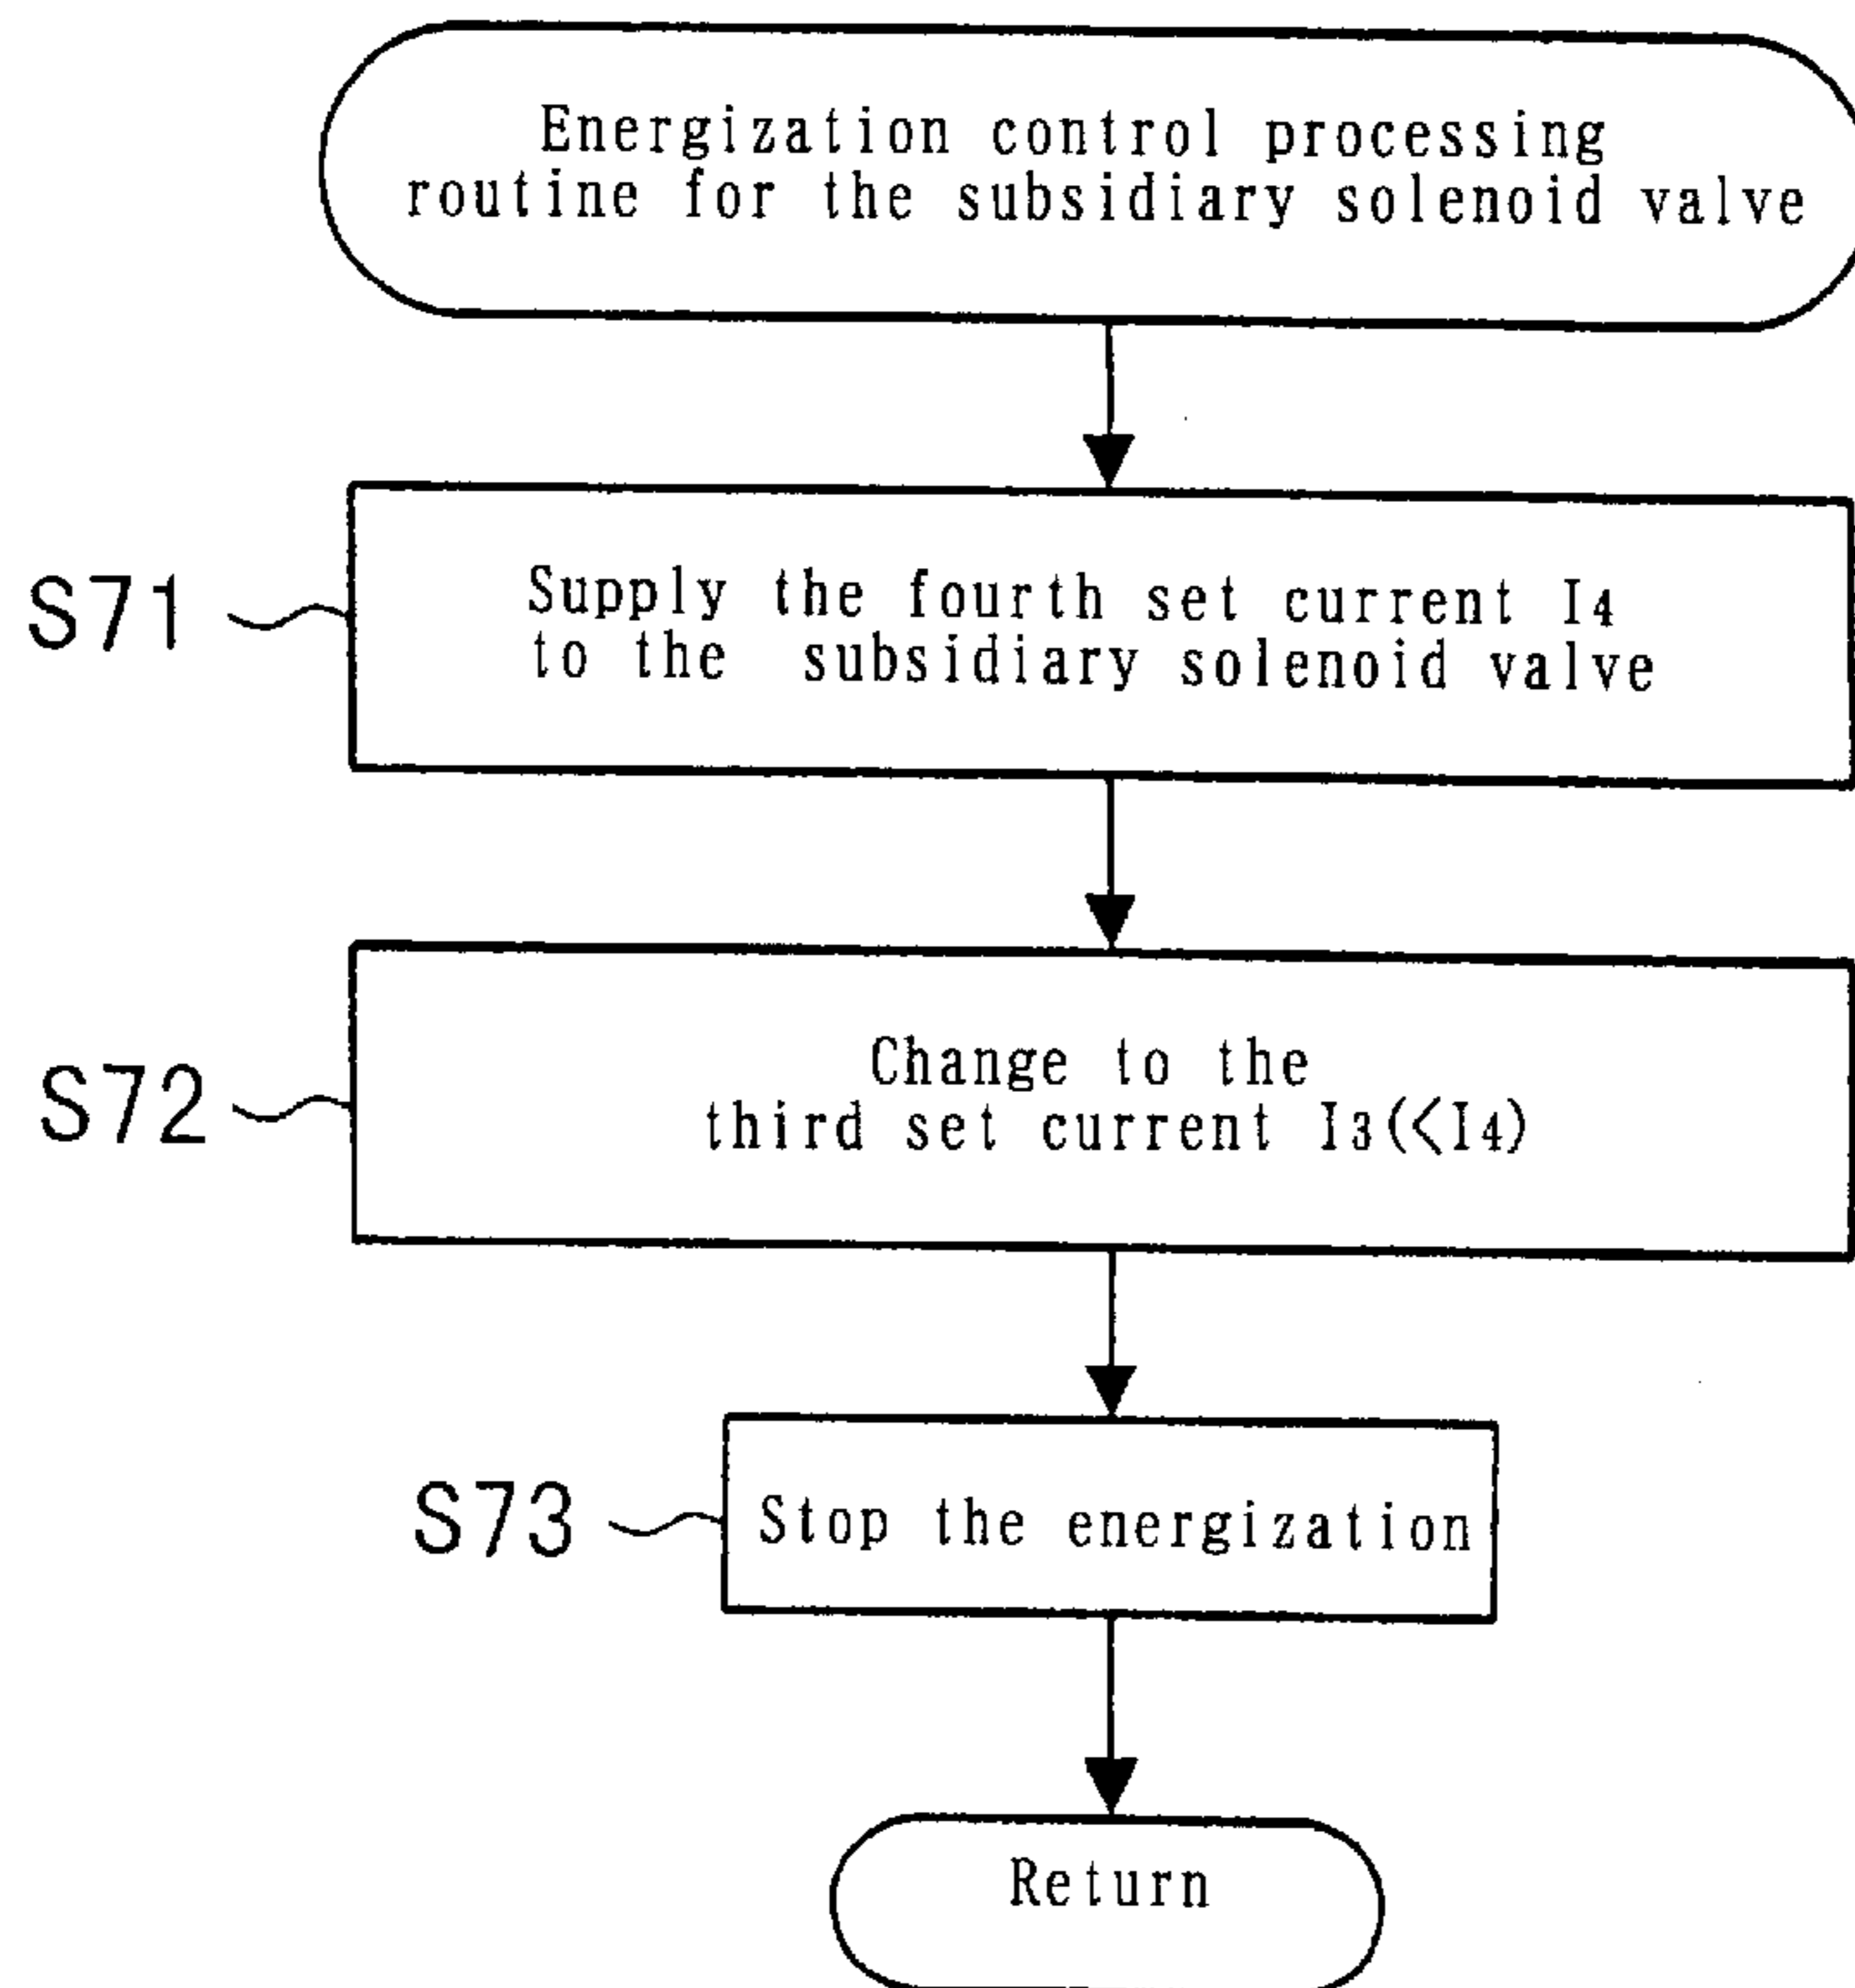 Energization control processing
routine for the subsidiary solenoid valve
S71
Supply the fourth set current I4
to the subsidiary solenoid valve
S72
Change to the
third set current I3(<I4)
S73
Stop the energization
Return